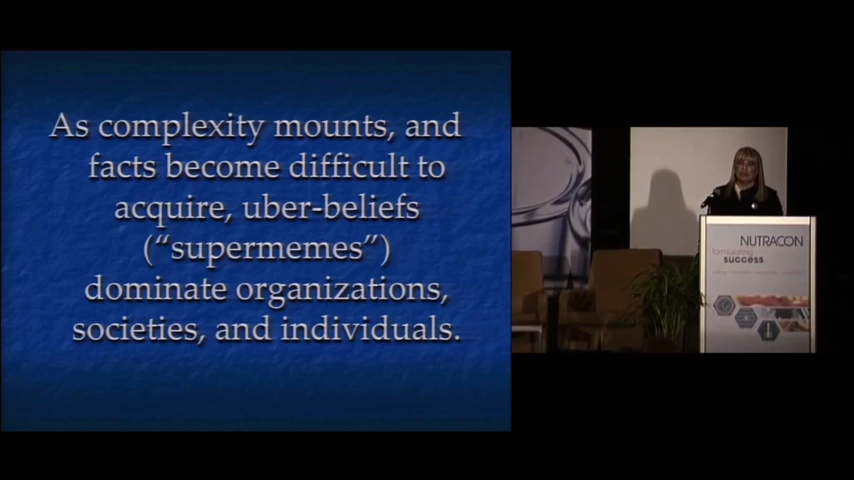 As complexity mounts, and
facts become difficult to
acquire, uber-beliefs
(“supermemes”)
dominate organizations,
societies, and individuals.
NUTRACON
formulating
success